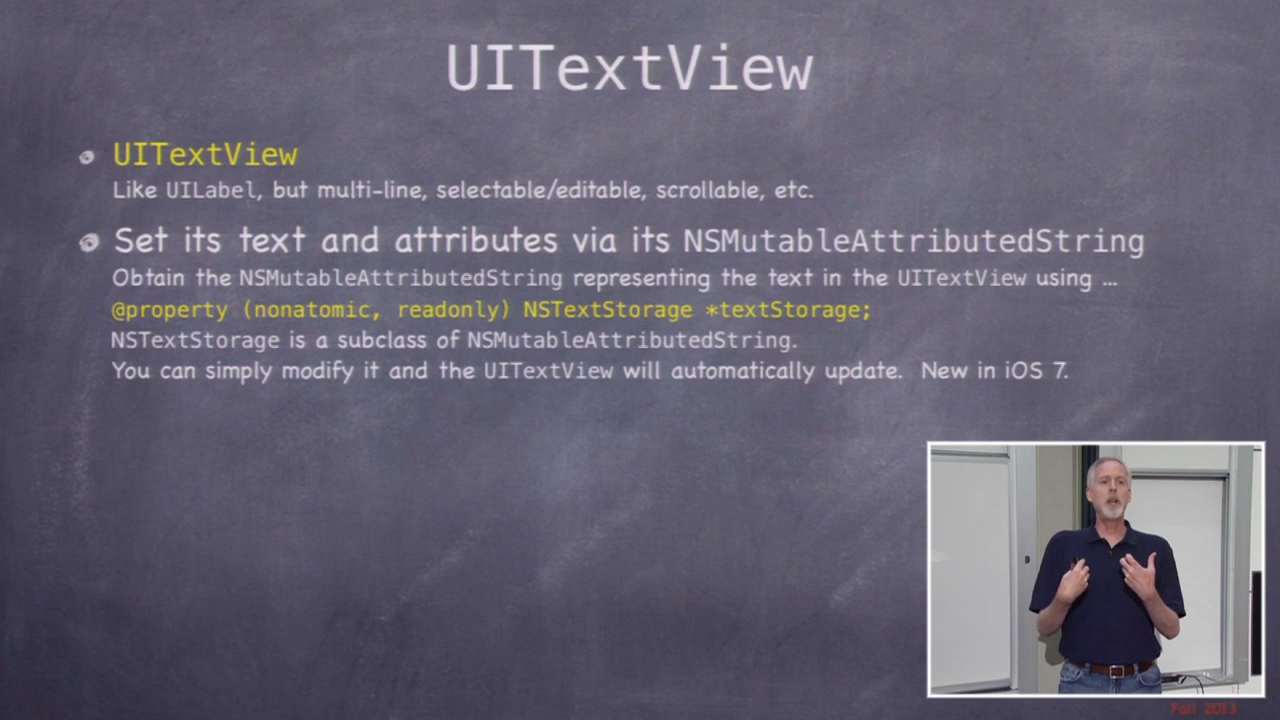 UITextView
UITextView
Like UILabel, but multi-line, selectable/editable, scrollable, etc.
Set its text and attributes via its NSMutableAttributedString
Obtain the NSMutableAttributedString representing the text in the UITextView using ...
@property (nonatomic, readonly) NSTextStorage *textStorage;
NSTextStorage is a subclass of NSMutableAttributedString.
You can simply modify it and the UITextView will automatically update. New in iOS 7.
Fall 2013